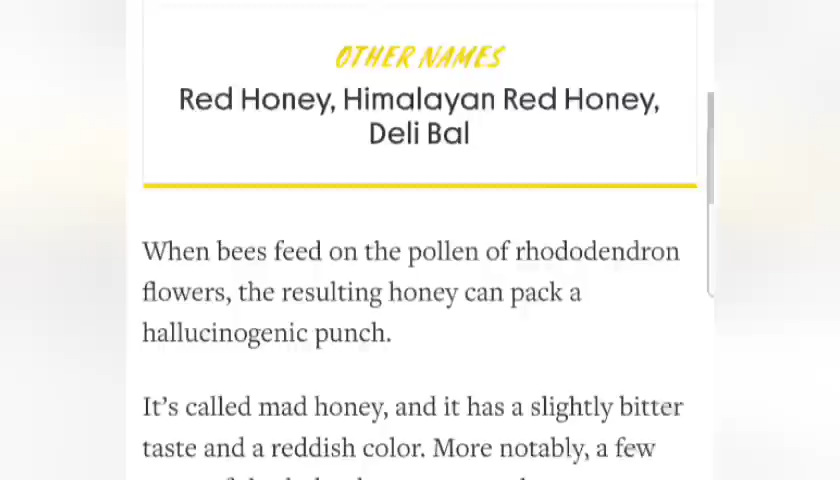 OTHER NAMES
Red Honey, Himalayan Red Honey,
Deli Bal
When bees feed on the pollen of rhododendron
flowers, the resulting honey can pack a
hallucinogenic punch.
It’s called mad honey, and it has a slightly bitter
taste and a reddish color. More notably, a few